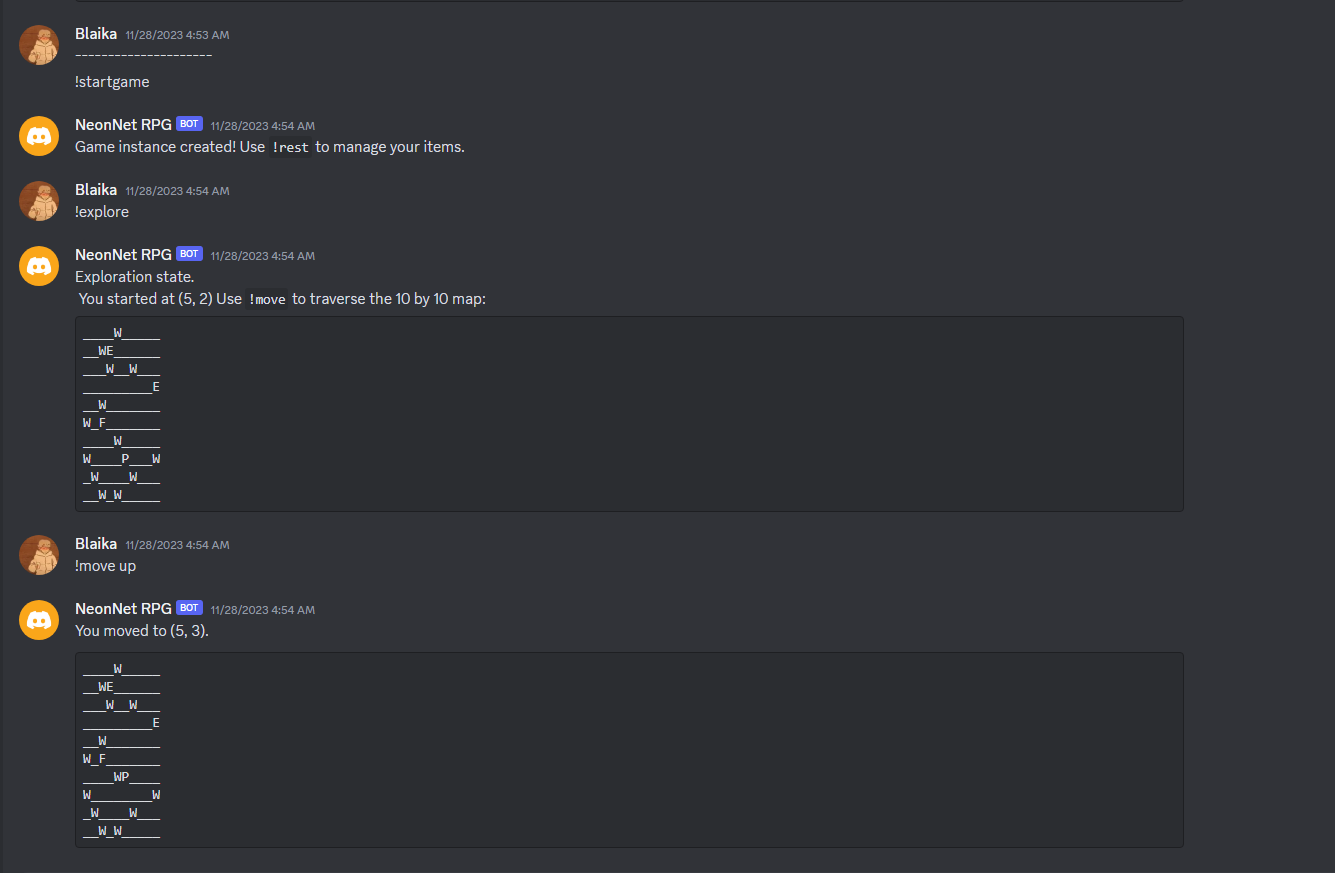 Blaika 11/28/2023 4:53 AM
---------------------
!startgame
NeonNet RPG BOT 11/28/2023 4:54 AM
Game instance created! Use !rest to manage your items.
Blaika 11/28/2023 4:54 AM
!explore
NeonNet RPG BOT 11/28/2023 4:54 AM
Exploration state.
You started at (5, 2) Use !move to traverse the 10 by 10 map:
____W_____
__WE______
___W__W___
_________E
__W_______
W_F_______
____W_____
W____P___W
_W____W___
__W_W_____
Blaika 11/28/2023 4:54 AM
!move up
NeonNet RPG BOT 11/28/2023 4:54 AM
You moved to (5, 3).
____W_____
__WE______
___W__W___
_________E
__W_______
W_F_______
____WP____
W________W
_W____W___
__W_W_____